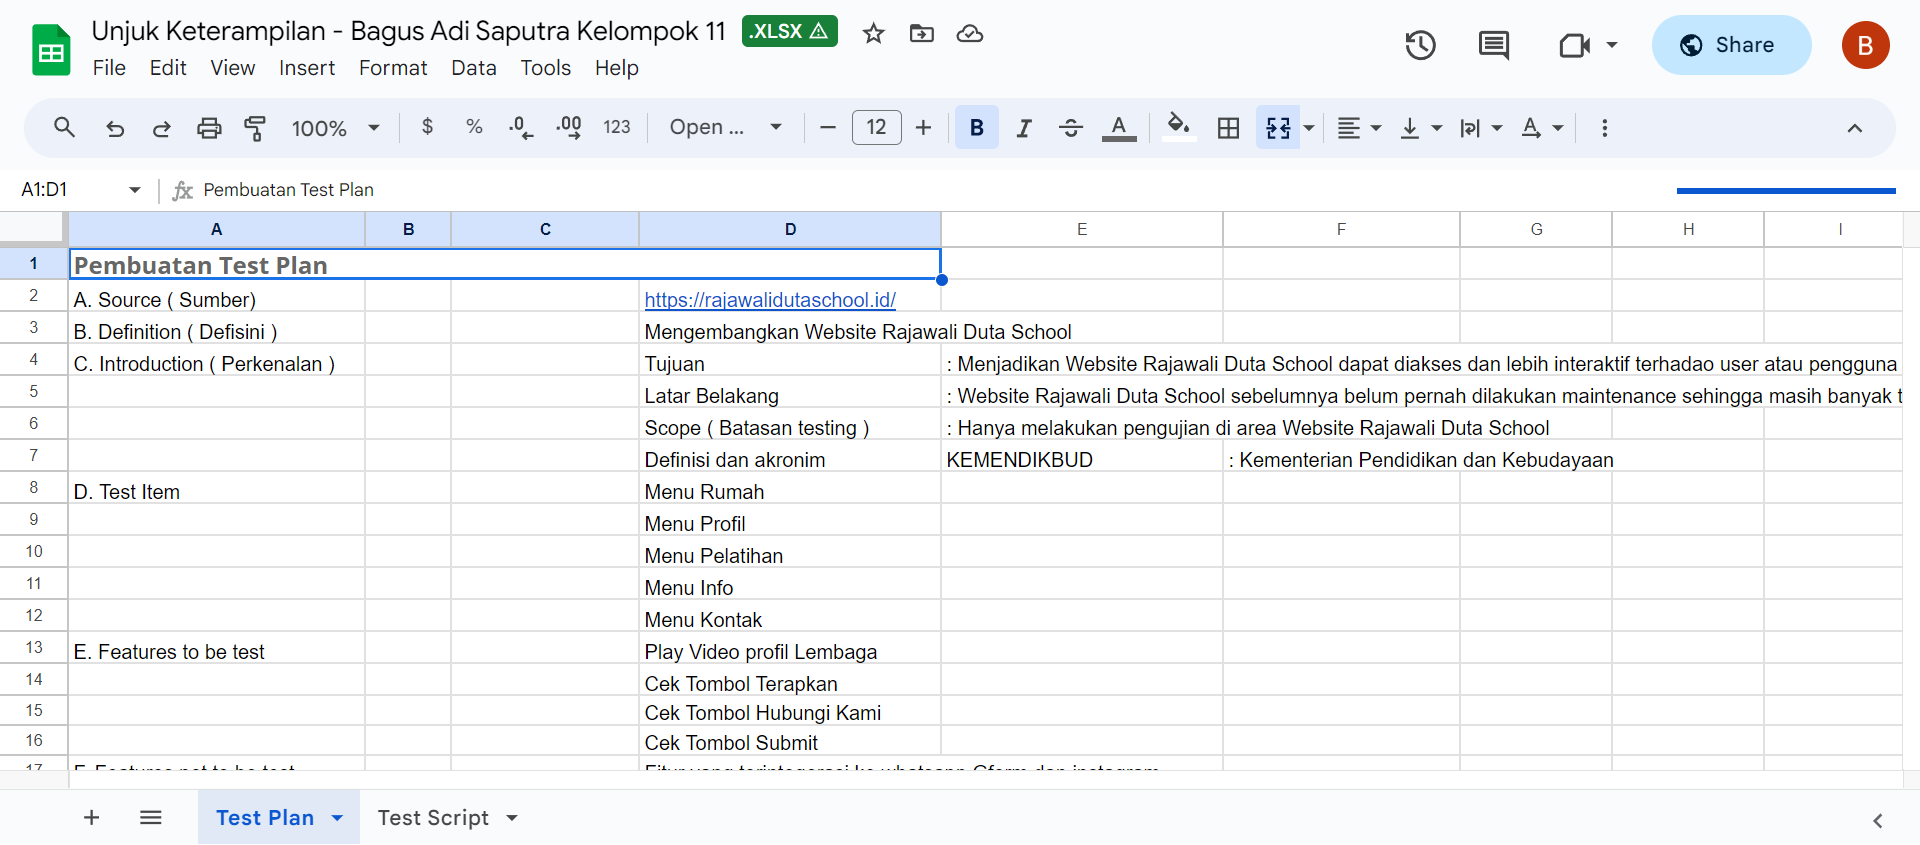 Unjuk Keterampilan - Bagus Adi Saputra Kelompok 11 .XLSX
File Edit View Insert Format Data Tools Help
Share
B
100% $ % .0 .00 123 Open ... 12 B I A A
A1:D1 fx Pembuatan Test Plan
A B C D E F G H I
1 Pembuatan Test Plan
2 A. Source ( Sumber) https://rajawalidutaschool.id/
3 B. Definition ( Defisini ) Mengembangkan Website Rajawali Duta School
4 C. Introduction ( Perkenalan ) Tujuan : Menjadikan Website Rajawali Duta School dapat diakses dan lebih interaktif terhadao user atau pengguna
5 Latar Belakang : Website Rajawali Duta School sebelumnya belum pernah dilakukan maintenance sehingga masih banyak t
6 Scope ( Batasan testing ) : Hanya melakukan pengujian di area Website Rajawali Duta School
7 Definisi dan akronim KEMENDIKBUD : Kementerian Pendidikan dan Kebudayaan
8 D. Test Item Menu Rumah
9 Menu Profil
10 Menu Pelatihan
11 Menu Info
12 Menu Kontak
13 E. Features to be test Play Video profil Lembaga
14 Cek Tombol Terapkan
15 Cek Tombol Hubungi Kami
16 Cek Tombol Submit
Test Plan Test Script